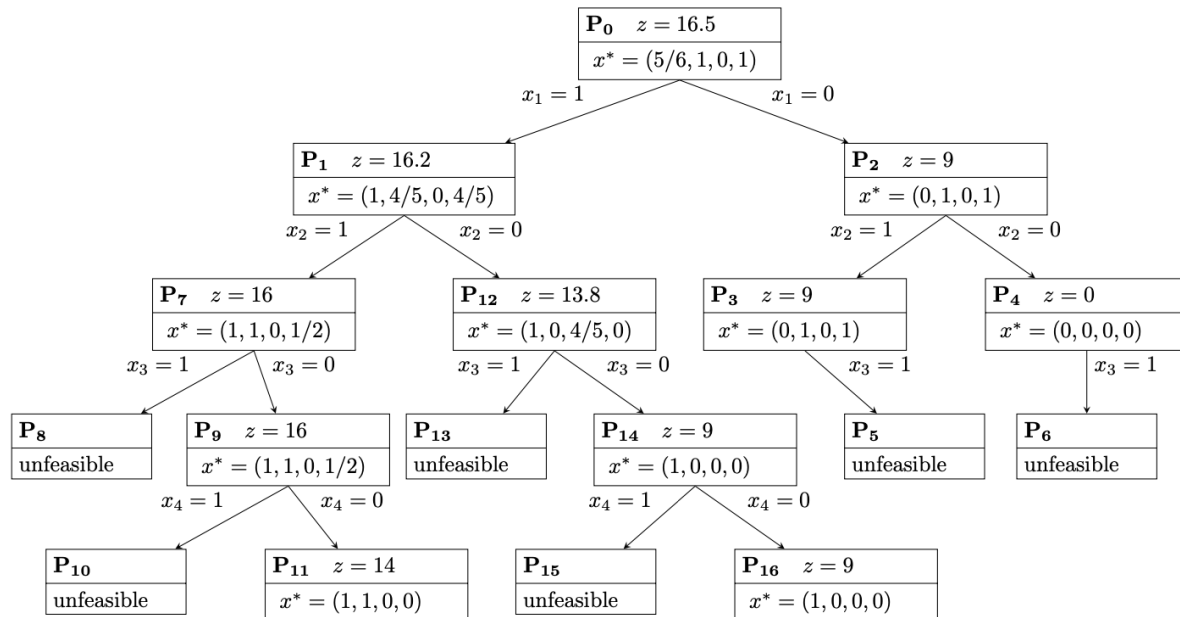 P₀ z = 16.5
x* = (5/6, 1, 0, 1)
x₁ = 1
x₁ = 0
P₁ z = 16.2
x* = (1, 4/5, 0, 4/5)
P₂ z = 9
x* = (0, 1, 0, 1)
x₂ = 1
x₂ = 0
x₂ = 1
x₂ = 0
P₇ z = 16
x* = (1, 1, 0, 1/2)
P₁₂ z = 13.8
x* = (1, 0, 4/5, 0)
P₃ z = 9
x* = (0, 1, 0, 1)
P₄ z = 0
x* = (0, 0, 0, 0)
x₃ = 1
x₃ = 0
x₃ = 1
x₃ = 0
x₃ = 1
x₃ = 1
P₈
unfeasible
P₉ z = 16
x* = (1, 1, 0, 1/2)
P₁₃
unfeasible
P₁₄ z = 9
x* = (1, 0, 0, 0)
P₅
unfeasible
P₆
unfeasible
x₄ = 1
x₄ = 0
x₄ = 1
x₄ = 0
P₁₀
unfeasible
P₁₁ z = 14
x* = (1, 1, 0, 0)
P₁₅
unfeasible
P₁₆ z = 9
x* = (1, 0, 0, 0)